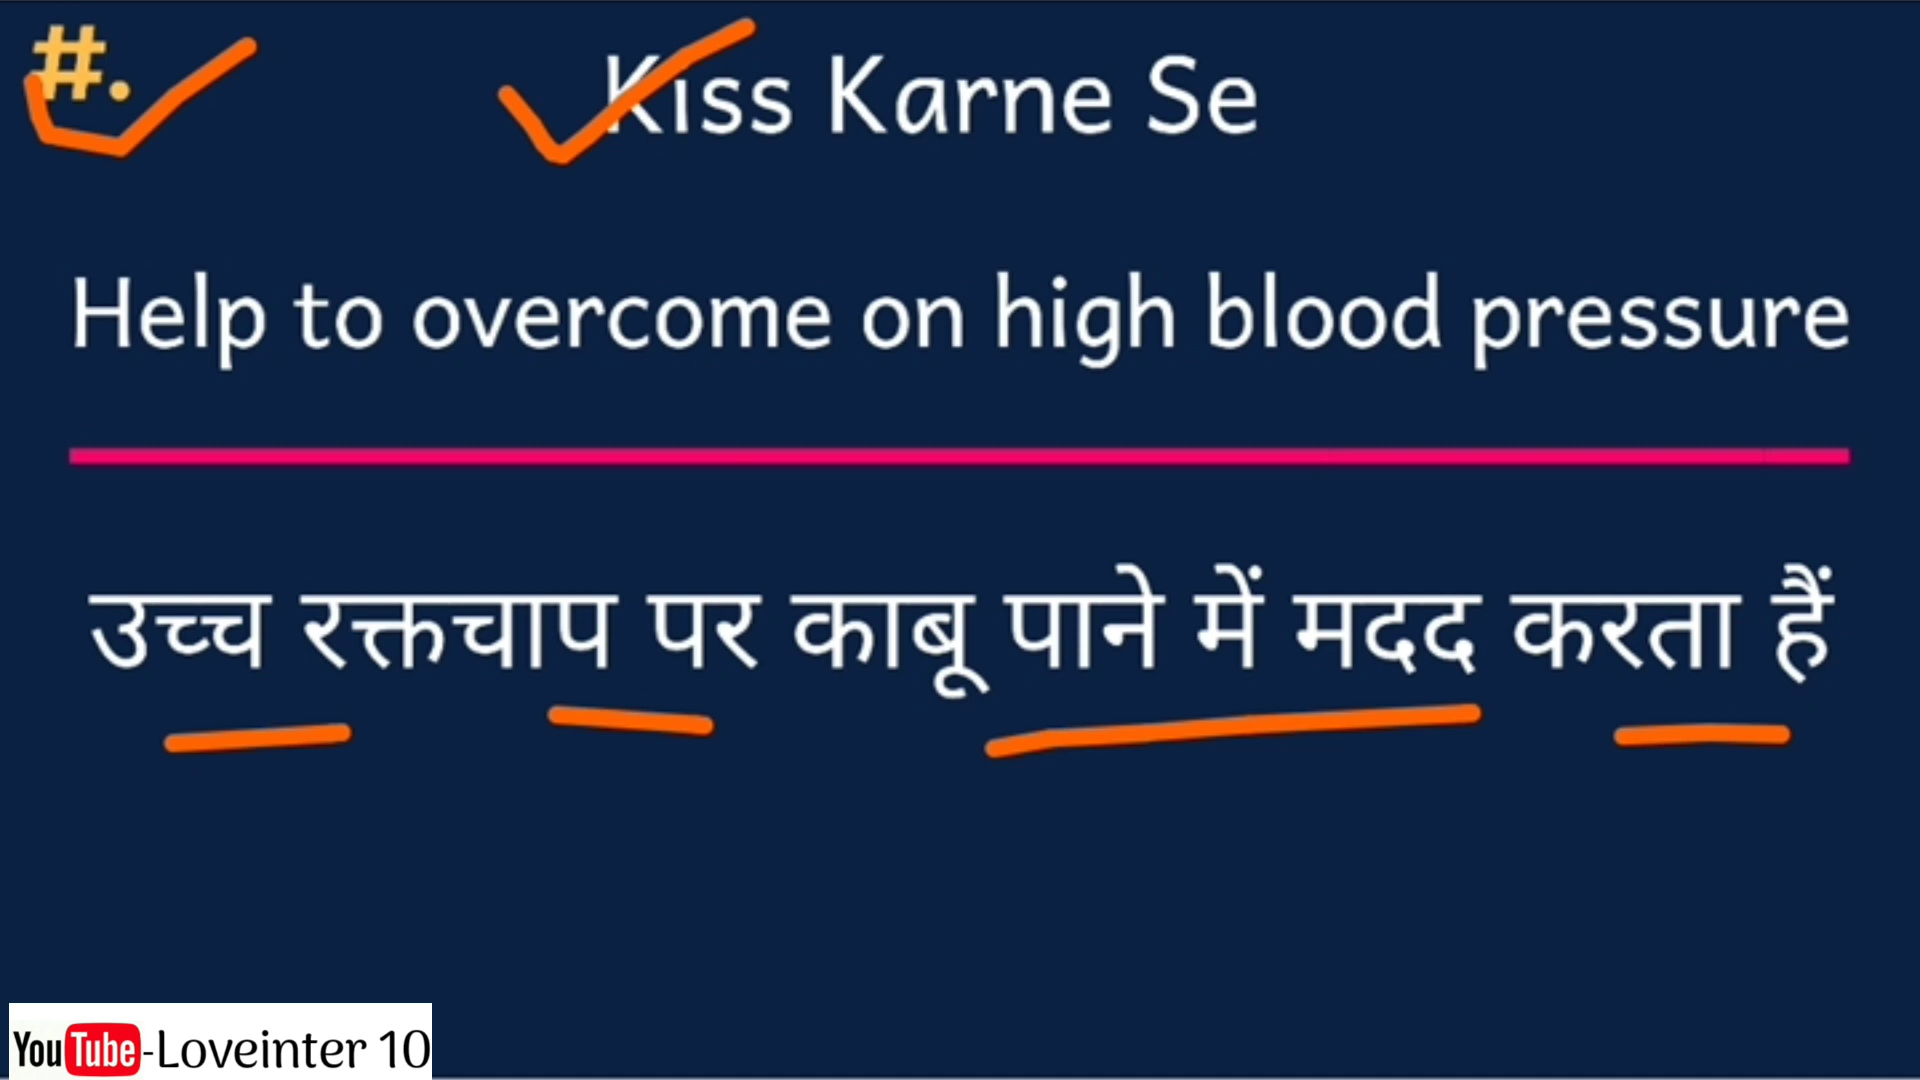 #.
Kiss Karne Se
Help to overcome on high blood pressure
उच्च रक्तचाप पर काबू पाने में मदद करता हैं
YouTube-Loveinter 10